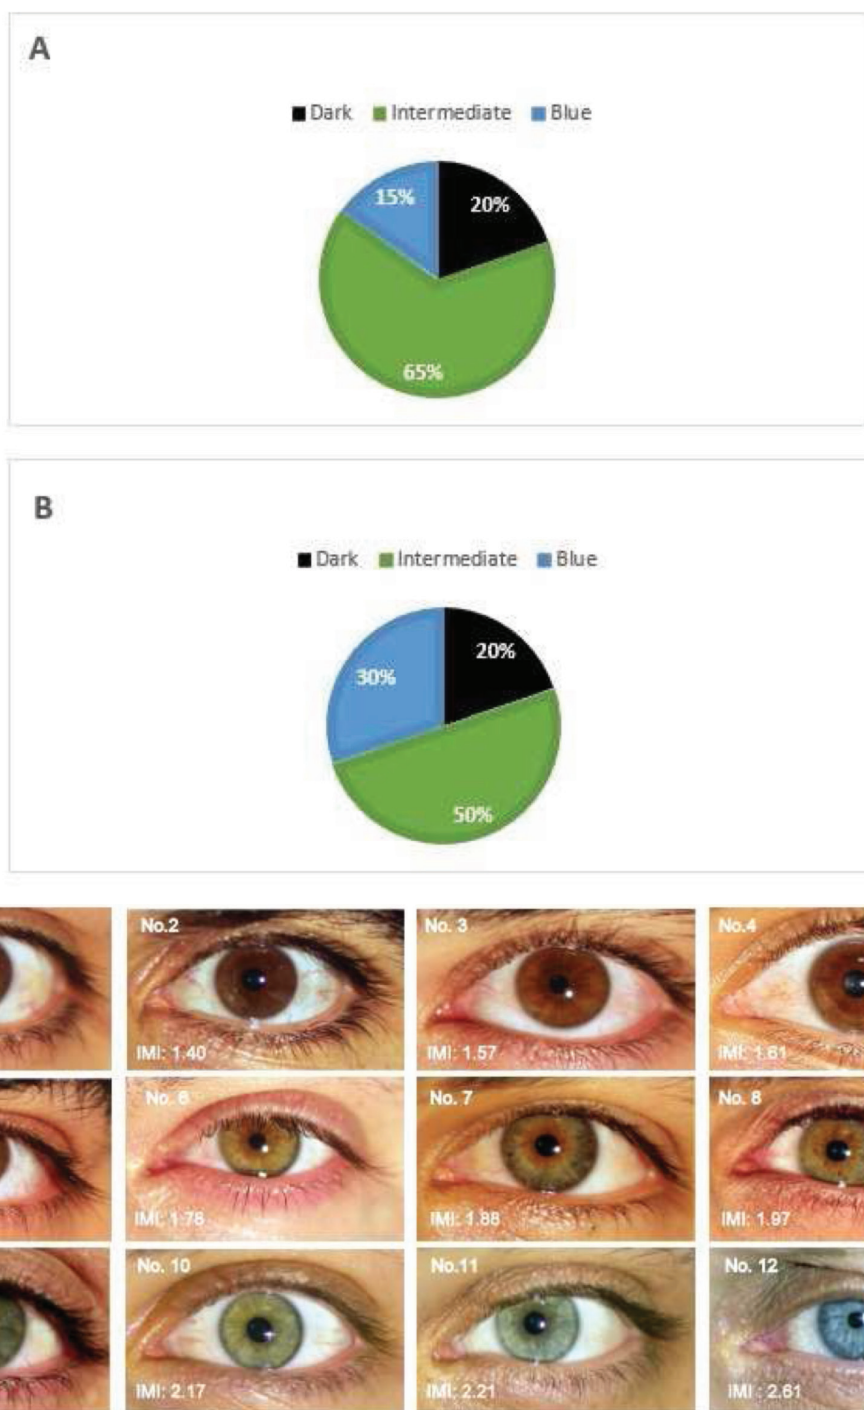 A
Dark Intermediate Blue
15%
20%
65%
B
Dark Intermediate Blue
20%
30%
50%
No.2
No. 3
No.4
IMI: 1.40
IMI: 1.57
IMI: 1.61
No. 6
No. 7
No. 8
IMI: 1.78
IMI: 1.88
IMI: 1.97
No. 10
No.11
No. 12
IMI: 2.17
IMI: 2.21
IMI : 2.61